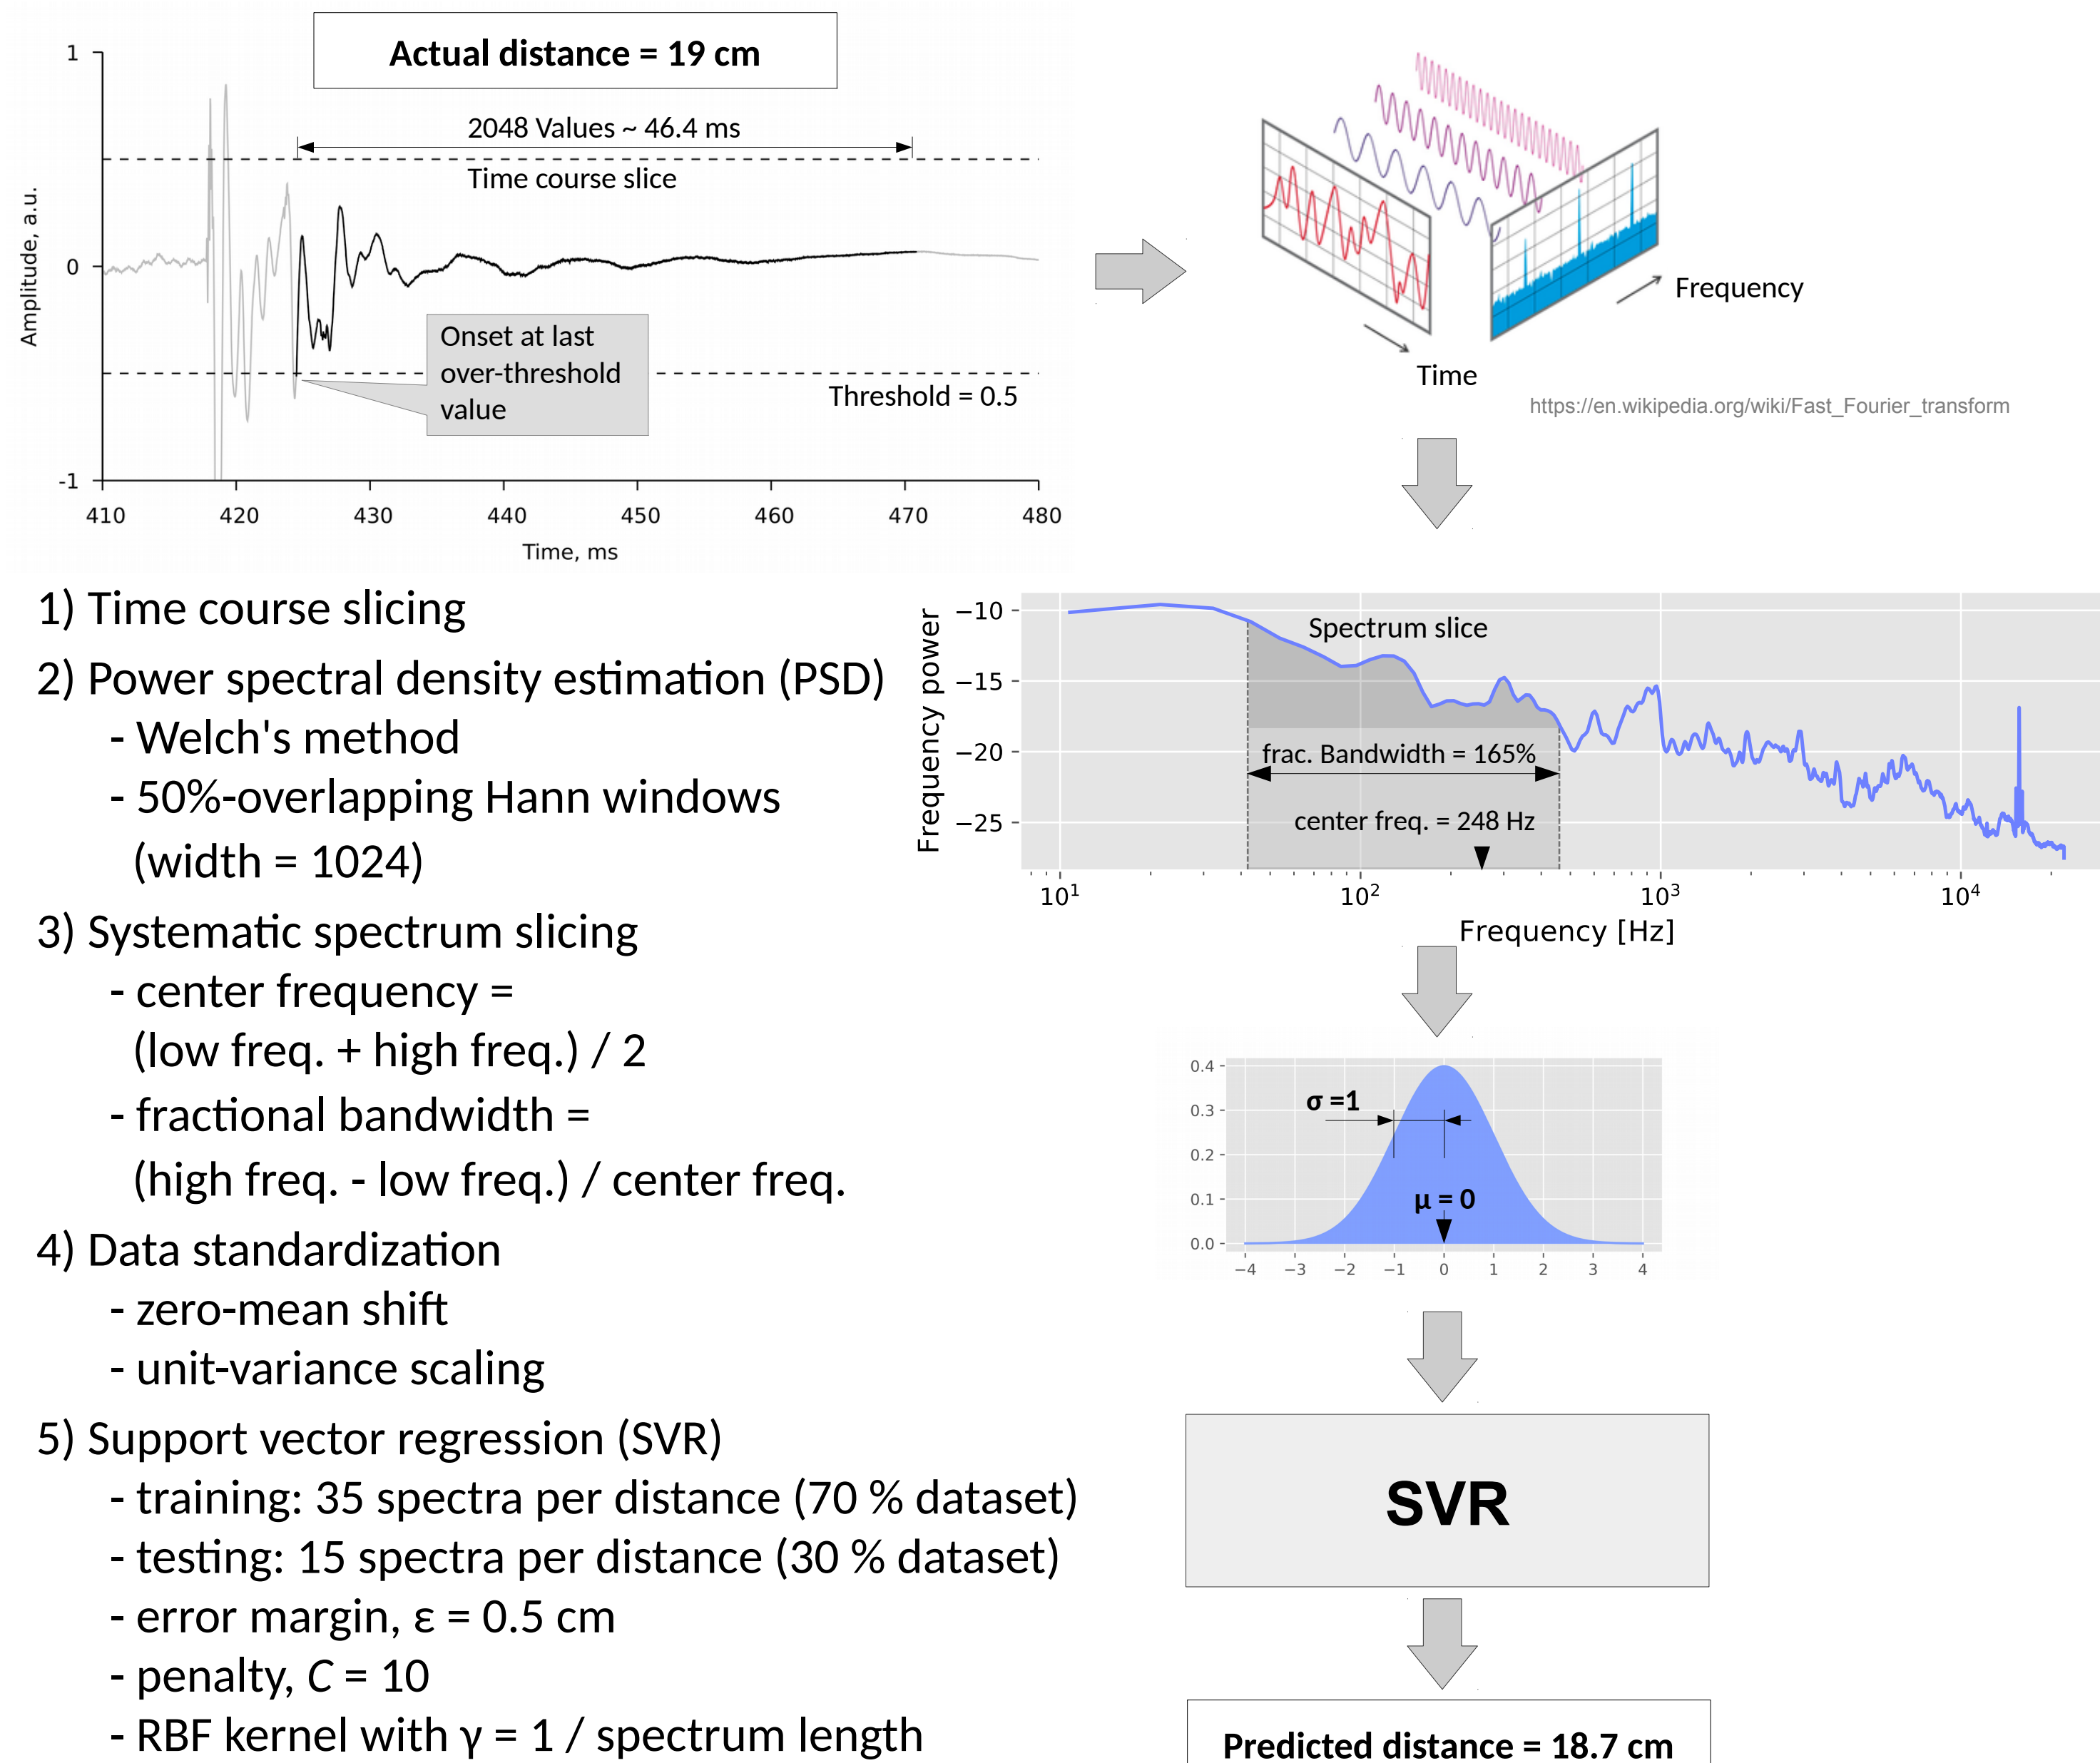 Actual distance = 19 cm
1
0
-1
Amplitude, a.u.
2048 Values ~ 46.4 ms
Time course slice
Onset at last
over-threshold
value
Threshold = 0.5
410 420 430 440 450 460 470 480
Time, ms
Time
Frequency
https://en.wikipedia.org/wiki/Fast_Fourier_transform
1) Time course slicing
2) Power spectral density estimation (PSD)
- Welch's method
- 50%-overlapping Hann windows
(width = 1024)
3) Systematic spectrum slicing
- center frequency =
(low freq. + high freq.) / 2
- fractional bandwidth =
(high freq. - low freq.) / center freq.
4) Data standardization
- zero-mean shift
- unit-variance scaling
5) Support vector regression (SVR)
- training: 35 spectra per distance (70 % dataset)
- testing: 15 spectra per distance (30 % dataset)
- error margin, ε = 0.5 cm
- penalty, C = 10
- RBF kernel with γ = 1 / spectrum length
Frequency power
−10
−15
−20
−25
Spectrum slice
frac. Bandwidth = 165%
center freq. = 248 Hz
10¹ 10² 10³ 10⁴
Frequency [Hz]
0.4
0.3
0.2
0.1
0.0
σ =1
μ = 0
−4 −3 −2 −1 0 1 2 3 4
SVR
Predicted distance = 18.7 cm